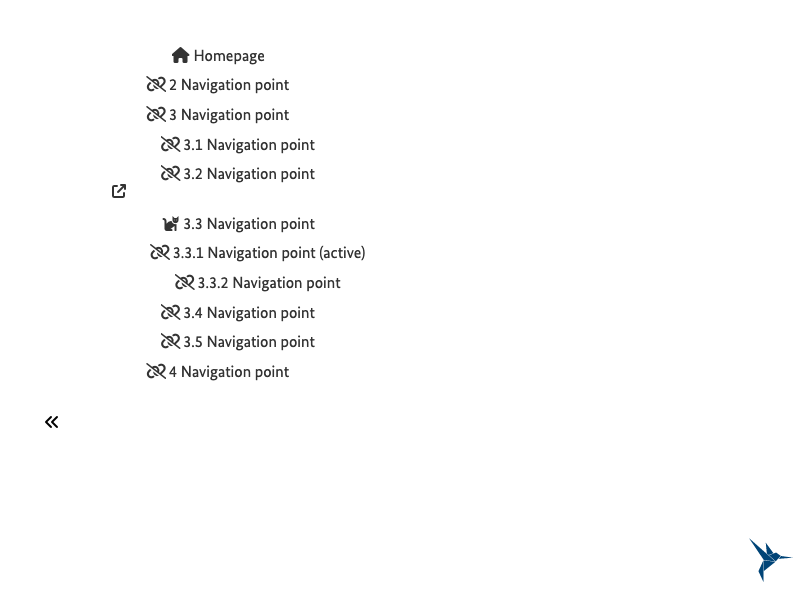 Homepage
2 Navigation point
3 Navigation point
3.1 Navigation point
3.2 Navigation point
3.3 Navigation point
3.3.1 Navigation point (active)
3.3.2 Navigation point
3.4 Navigation point
3.5 Navigation point
4 Navigation point